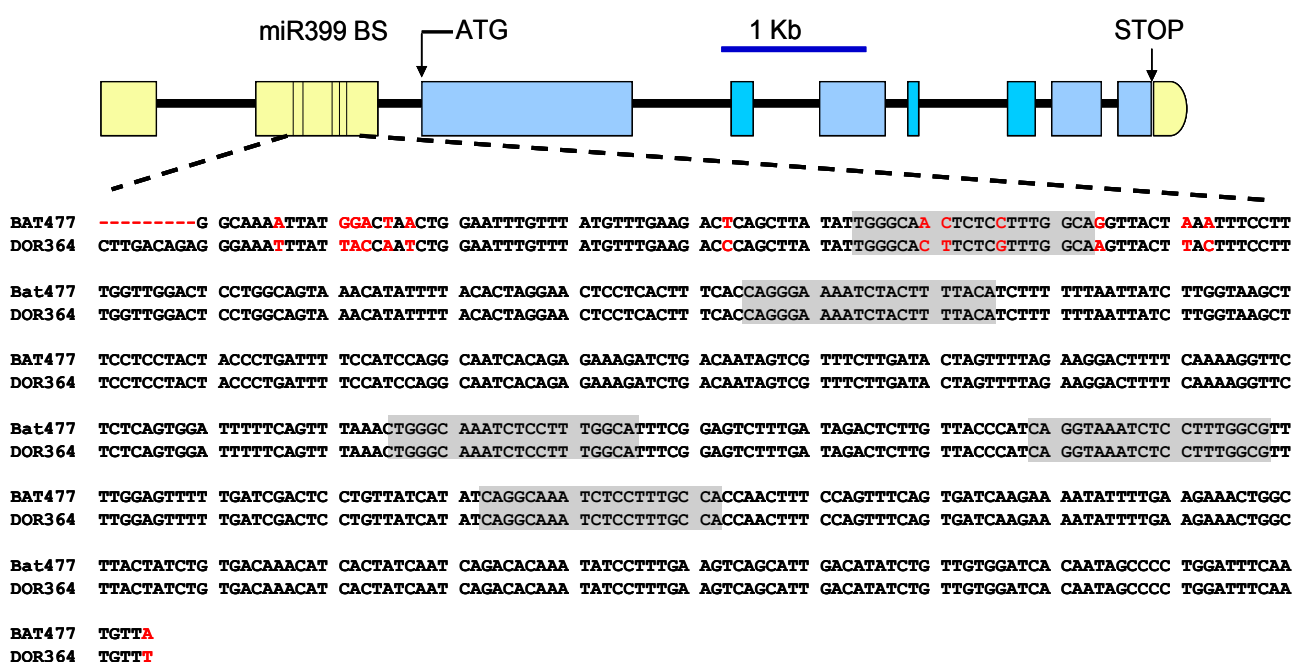 miR399 BS
ATG
1 Kb
STOP
BAT477 ---------G GCAAAATTAT GGACTAACTG GAATTTGTTT ATGTTTGAAG ACTCAGCTTA TATTGGGCAA ACTCTCCTTTG GCAGGTTACT AAATTTCCTT
DOR364 CTTGACAGAG GGAAATTTAT TACCAATCTG GAATTTGTTT ATGTTTGAAG ACCCAGCTTA TATTGGGCAC TTCTCGTTTG GCAAGTTACT TACTTTCCTT
Bat477 TGGTTGGACT CCTGGCAGTA AACATATTTT ACACTAGGAA CTCCTCACTT TCACCAGGGA AAATCTACTT TTACATCTTT TTTAATTATC TTGGTAAGCT
DOR364 TGGTTGGACT CCTGGCAGTA AACATATTTT ACACTAGGAA CTCCTCACTT TCACCAGGGA AAATCTACTT TTACATCTTT TTTAATTATC TTGGTAAGCT
BAT477 TCCTCCTACT ACCCTGATTT TCCATCCAGG CAATCACAGA GAAAGATCTG ACAATAGTCG TTTCTTGATA CTAGTTTTAG AAGGACTTTT CAAAAGGTTC
DOR364 TCCTCCTACT ACCCTGATTT TCCATCCAGG CAATCACAGA GAAAGATCTG ACAATAGTCG TTTCTTGATA CTAGTTTTAG AAGGACTTTT CAAAAGGTTC
Bat477 TCTCAGTGGA TTTTTCAGTT TAAACTGGGC AAATCTCCTT TGGCATTTCG GAGTCTTTGA TAGACTCTTG TTACCCATCA GGTAAATCTC CTTTGGCGTT
DOR364 TCTCAGTGGA TTTTTCAGTT TAAACTGGGC AAATCTCCTT TGGCATTTCG GAGTCTTTGA TAGACTCTTG TTACCCATCA GGTAAATCTC CTTTGGCGTT
BAT477 TTGGAGTTTT TGATCGACTC CTGTTATCAT ATCAGGCAAA TCTCCTTTGC CACCAACTTT CCAGTTTCAG TGATCAAGAA AATATTTTGA AGAAACTGGC
DOR364 TTGGAGTTTT TGATCGACTC CTGTTATCAT ATCAGGCAAA TCTCCTTTGC CACCAACTTT CCAGTTTCAG TGATCAAGAA AATATTTTGA AGAAACTGGC
Bat477 TTACTATCTG TGACAAACAT CACTATCAAT CAGACACAAA TATCCTTTGA AGTCAGCATT GACATATCTG TTGTGGATCA CAATAGCCCC TGGATTTCAA
DOR364 TTACTATCTG TGACAAACAT CACTATCAAT CAGACACAAA TATCCTTTGA AGTCAGCATT GACATATCTG TTGTGGATCA CAATAGCCCC TGGATTTCAA
BAT477 TGTTA
DOR364 TGTTT